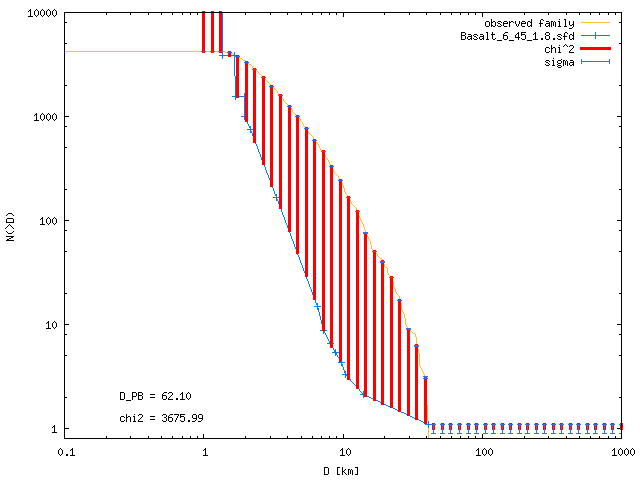 10000
1000
100
10
1
N(>D)
observed family
Basalt_6_45_1.8.sfd
chi^2
sigma
D_PB = 62.10
chi2 = 3675.99
0.1 1 10 100 1000
D [km]